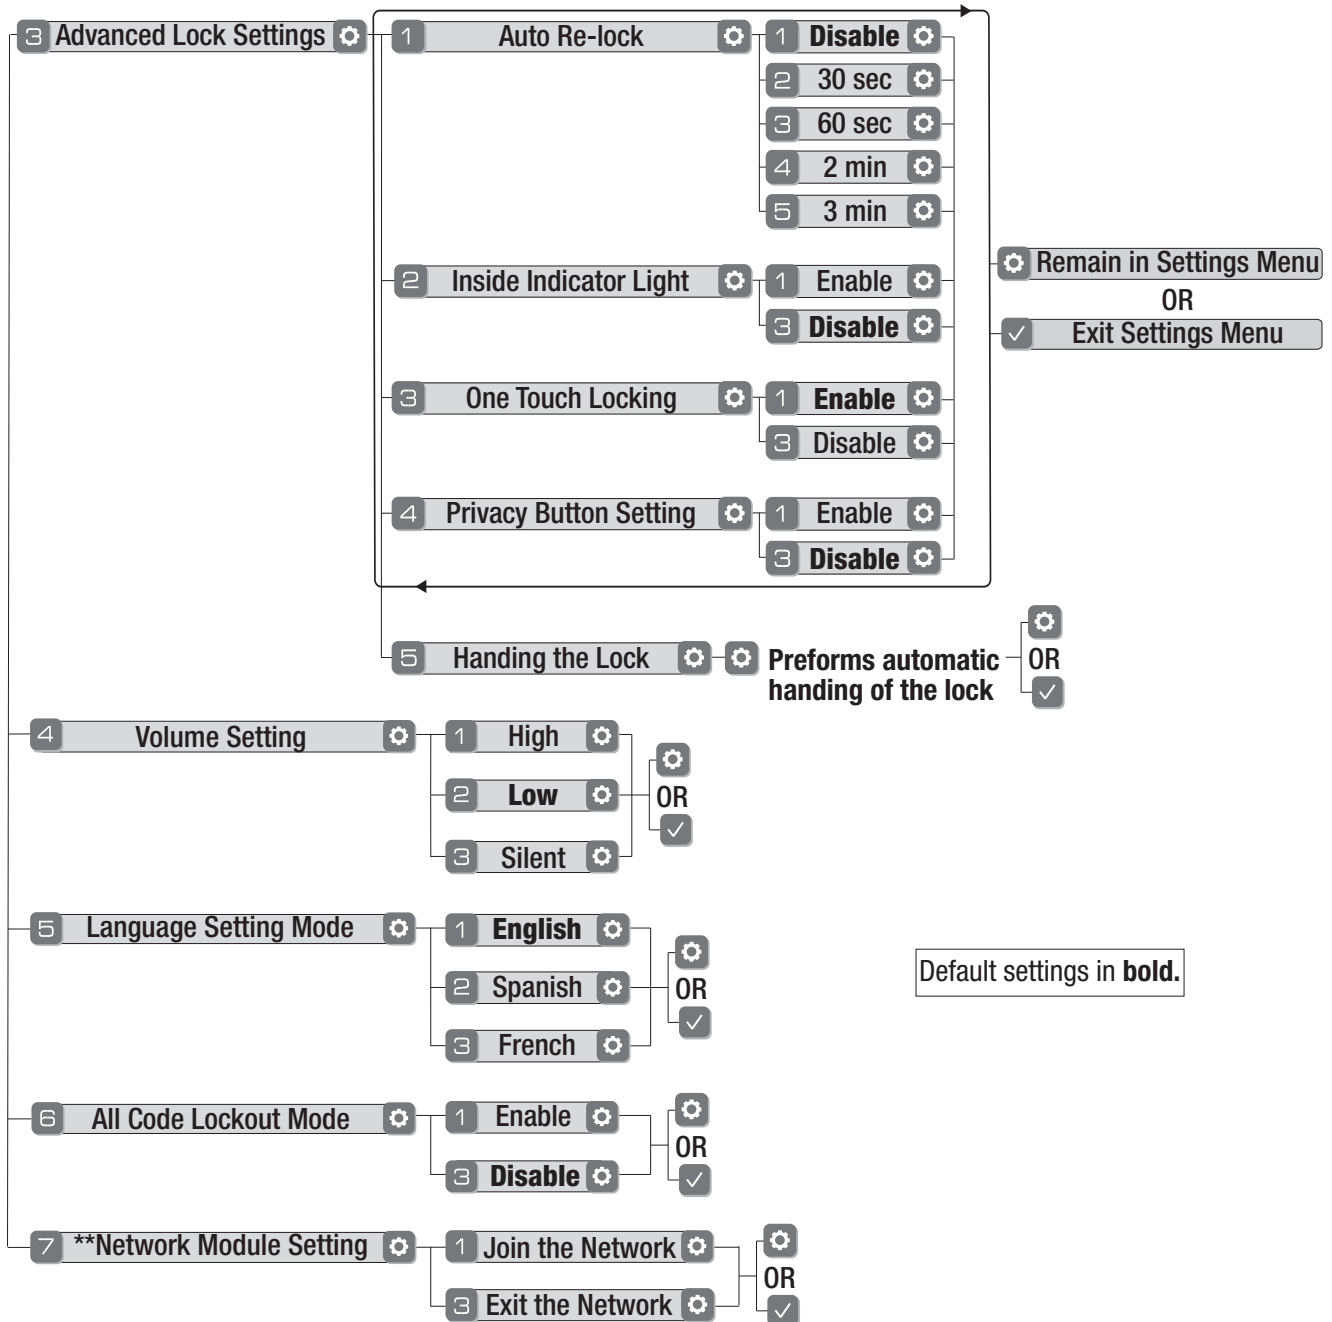 3 Advanced Lock Settings
1 Auto Re-lock
1 Disable
2 30 sec
3 60 sec
4 2 min
5 3 min
2 Inside Indicator Light
1 Enable
3 Disable
3 One Touch Locking
1 Enable
3 Disable
4 Privacy Button Setting
1 Enable
3 Disable
Remain in Settings Menu
OR
Exit Settings Menu
5 Handing the Lock
Preforms automatic
handing of the lock
OR
4 Volume Setting
1 High
2 Low
3 Silent
OR
5 Language Setting Mode
1 English
2 Spanish
3 French
OR
Default settings in bold.
6 All Code Lockout Mode
1 Enable
3 Disable
OR
7 **Network Module Setting
1 Join the Network
3 Exit the Network
OR